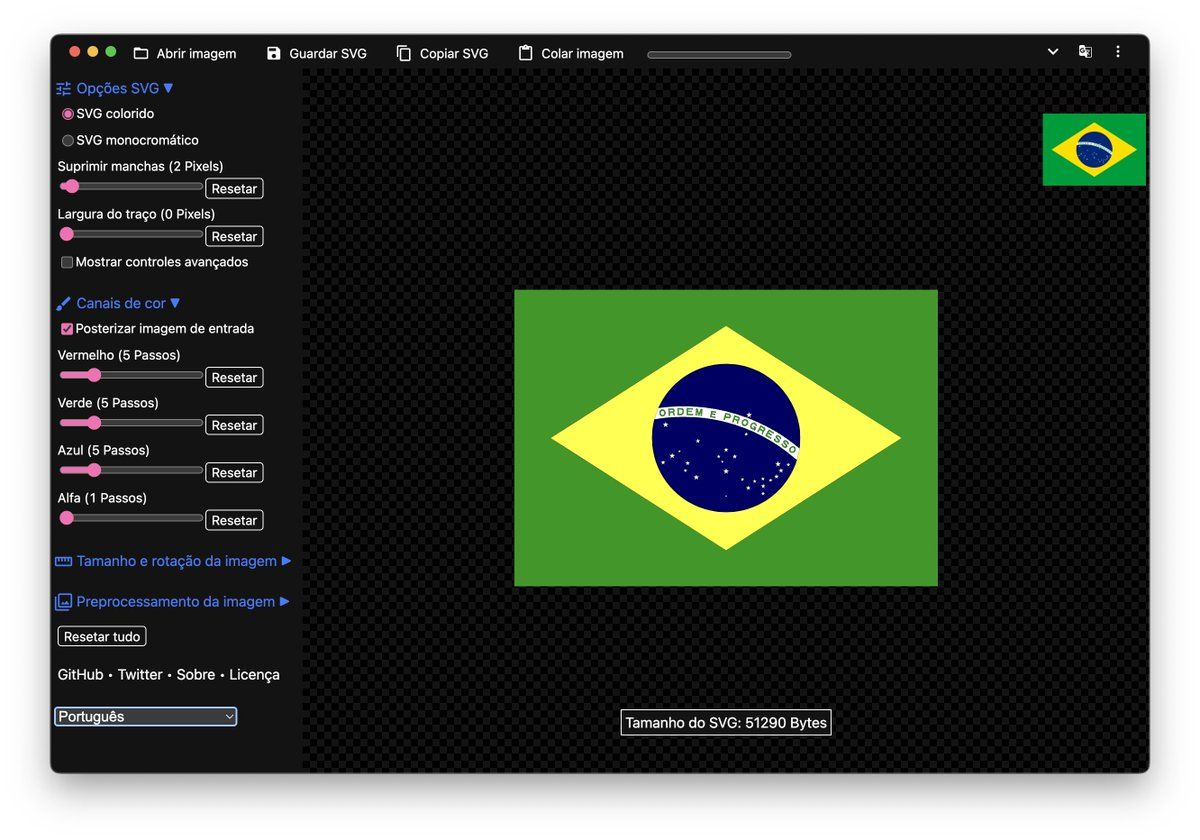 Abrir imagem
Guardar SVG
Copiar SVG
Colar imagem
Opções SVG ▼
SVG colorido
SVG monocromático
Suprimir manchas (2 Pixels)
Resetar
Largura do traço (0 Pixels)
Resetar
Mostrar controles avançados
Canais de cor ▼
Posterizar imagem de entrada
Vermelho (5 Passos)
Resetar
Verde (5 Passos)
Resetar
Azul (5 Passos)
Resetar
Alfa (1 Passos)
Resetar
Tamanho e rotação da imagem ▶
Preprocessamento da imagem ▶
Resetar tudo
GitHub • Twitter • Sobre • Licença
Português
ORDEM E PROGRESSO
Tamanho do SVG: 51290 Bytes